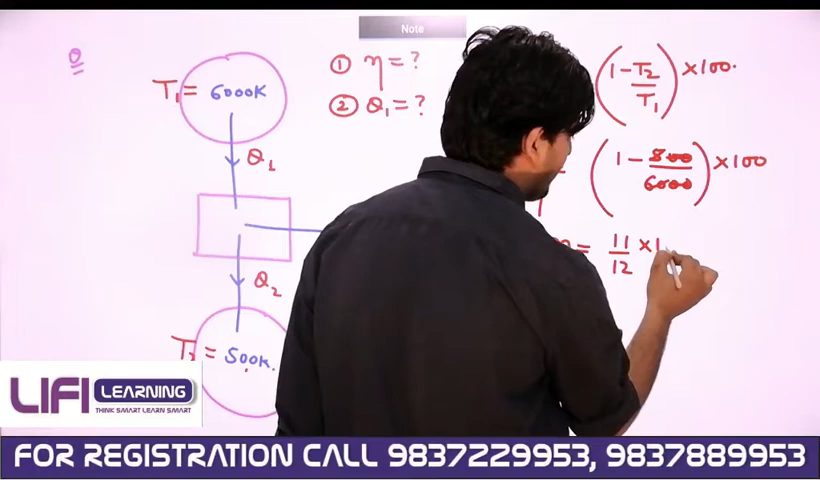 Note
Q
T₁ = 6000K
① η = ?
② Q₁ = ?
(1 - T₂/T₁) × 100.
Q₁
(1 - 500/6000) × 100
= 11/12 × 1
Q₂
= 500K.
LIFI LEARNING
THINK SMART LEARN SMART
FOR REGISTRATION CALL 9837229953, 9837889953